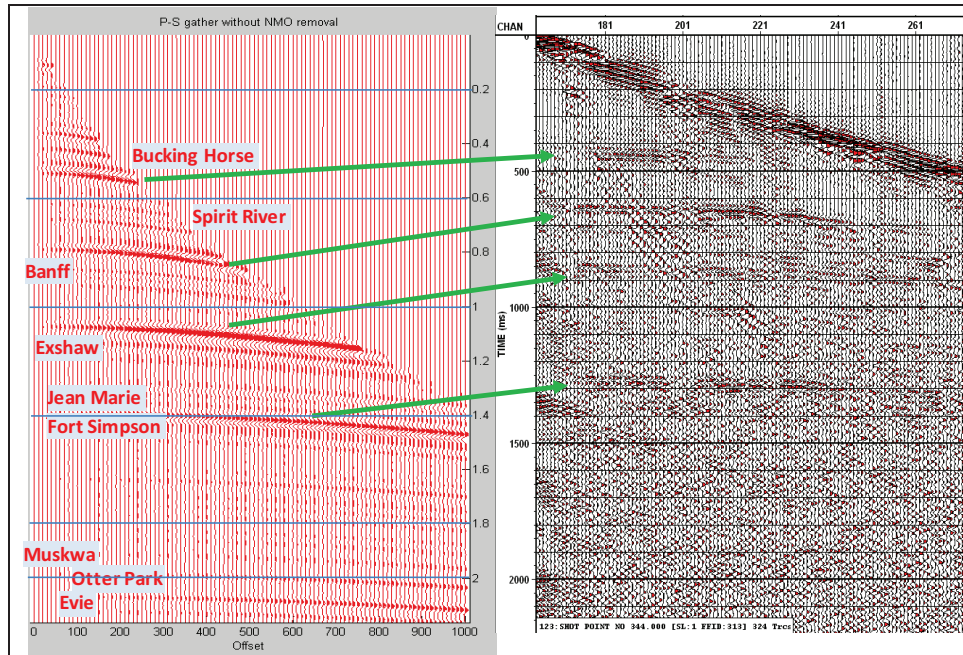 P-S gather without NMO removal
0.2
0.4
Bucking Horse
0.6
Spirit River
0.8
Banff
1
Exshaw
1.2
Jean Marie
1.4
Fort Simpson
1.6
1.8
Muskwa
2
Otter Park
Evie
0 100 200 300 400 500 600 700 800 900 1000
Offset
CHAN 181 201 221 241 261
0
500
1000
TIME (ms)
1500
2000
123:SHOT POINT NO 344.000 [SL:1 FFID:313] 324 Trcs